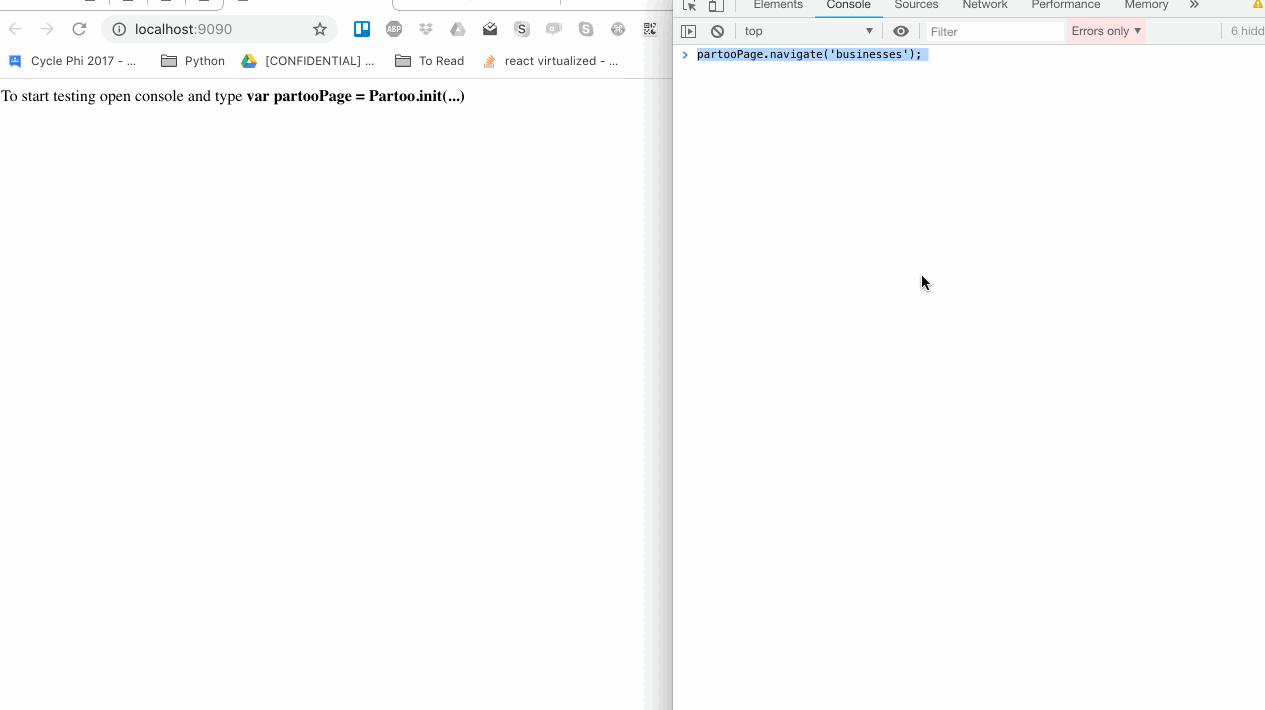 localhost:9090
ABP
S
Cycle Phi 2017 - ...
Python
[CONFIDENTIAL] ...
To Read
react virtualized - ...
To start testing open console and type var partooPage = Partoo.init(...)
Elements
Console
Sources
Network
Performance
Memory
»
top
Filter
Errors only
6 hidd
> partooPage.navigate('businesses');